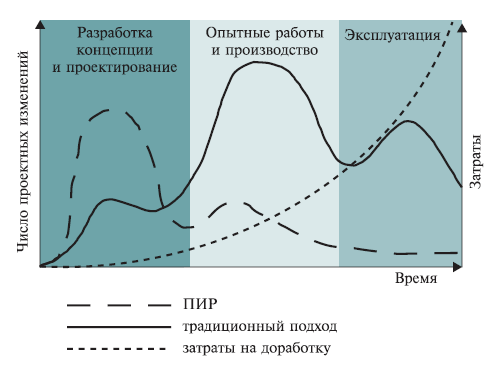 Разработка
концепции
и проектирование
Опытные работы
и производство
Эксплуатация
Число проектных изменений
Затраты
Время
ПИР
традиционный подход
затраты на доработку